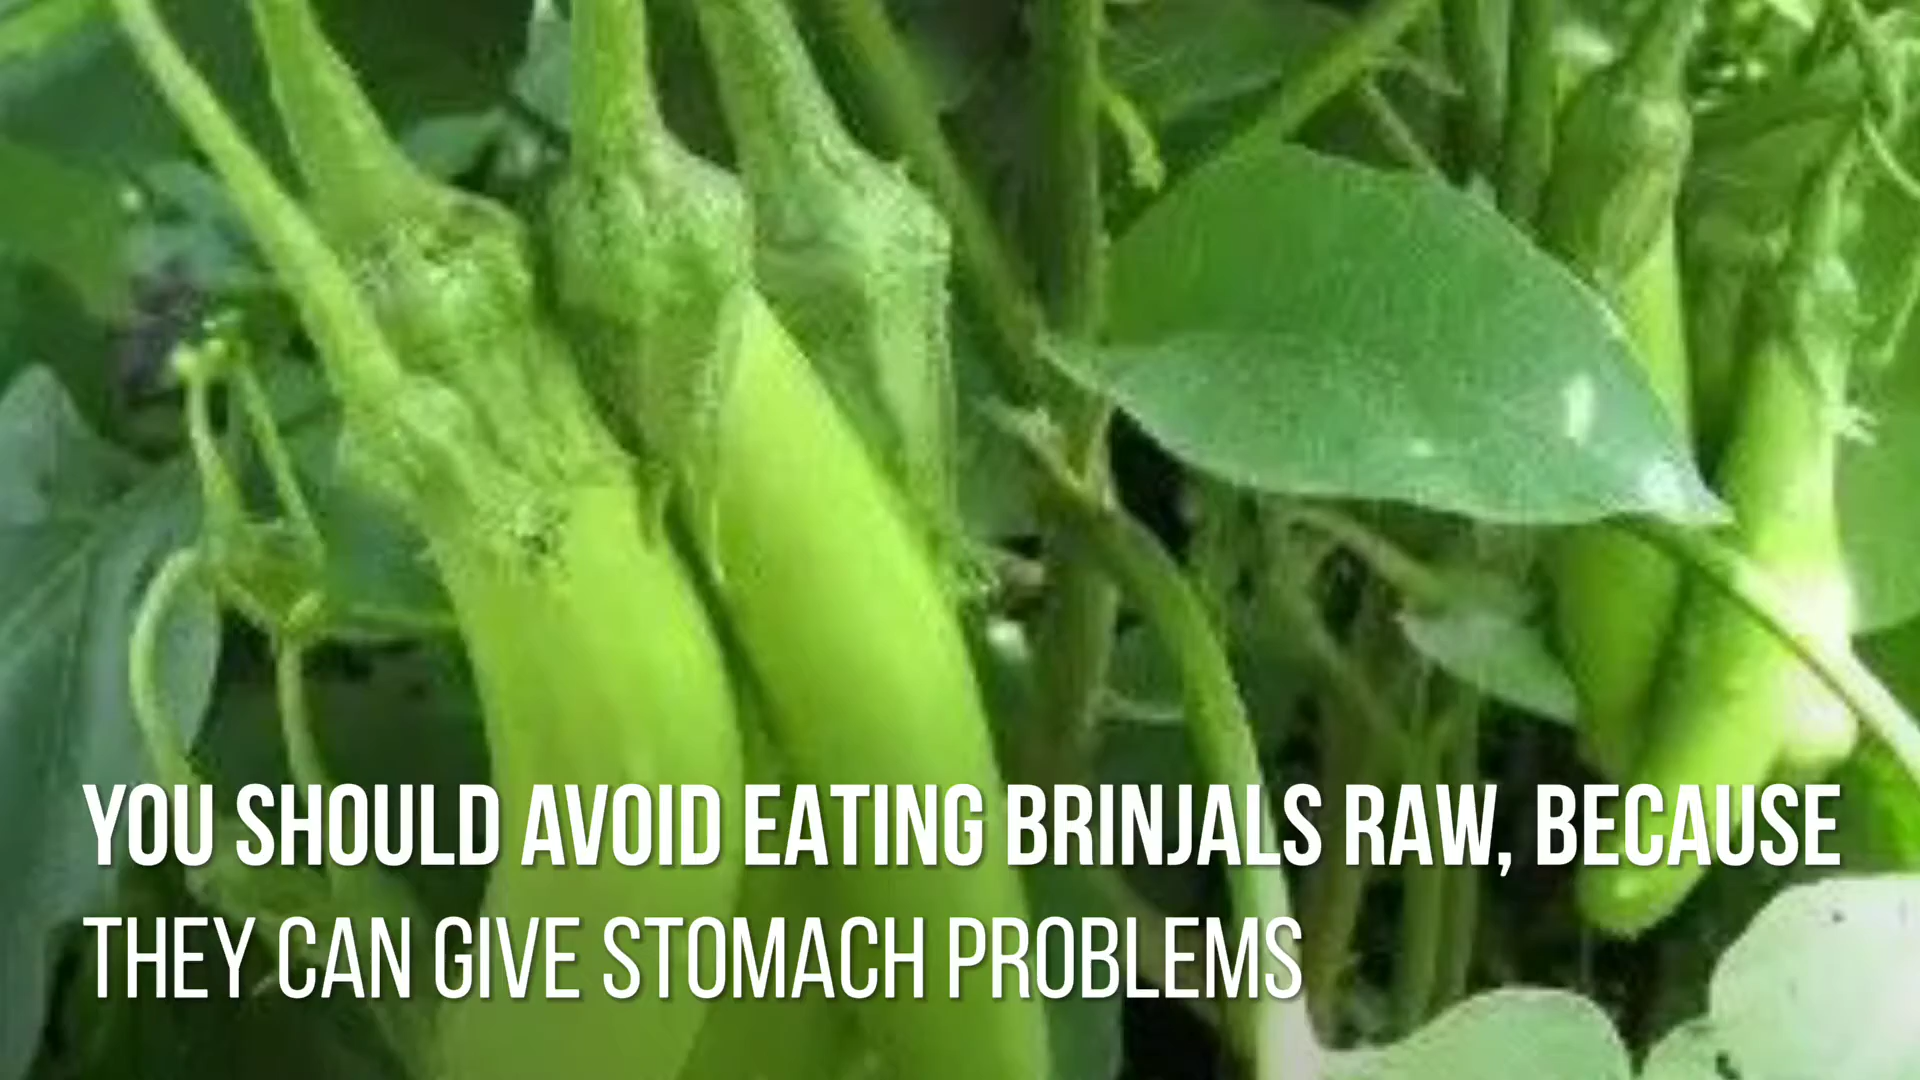 YOU SHOULD AVOID EATING BRINJALS RAW, BECAUSE
THEY CAN GIVE STOMACH PROBLEMS